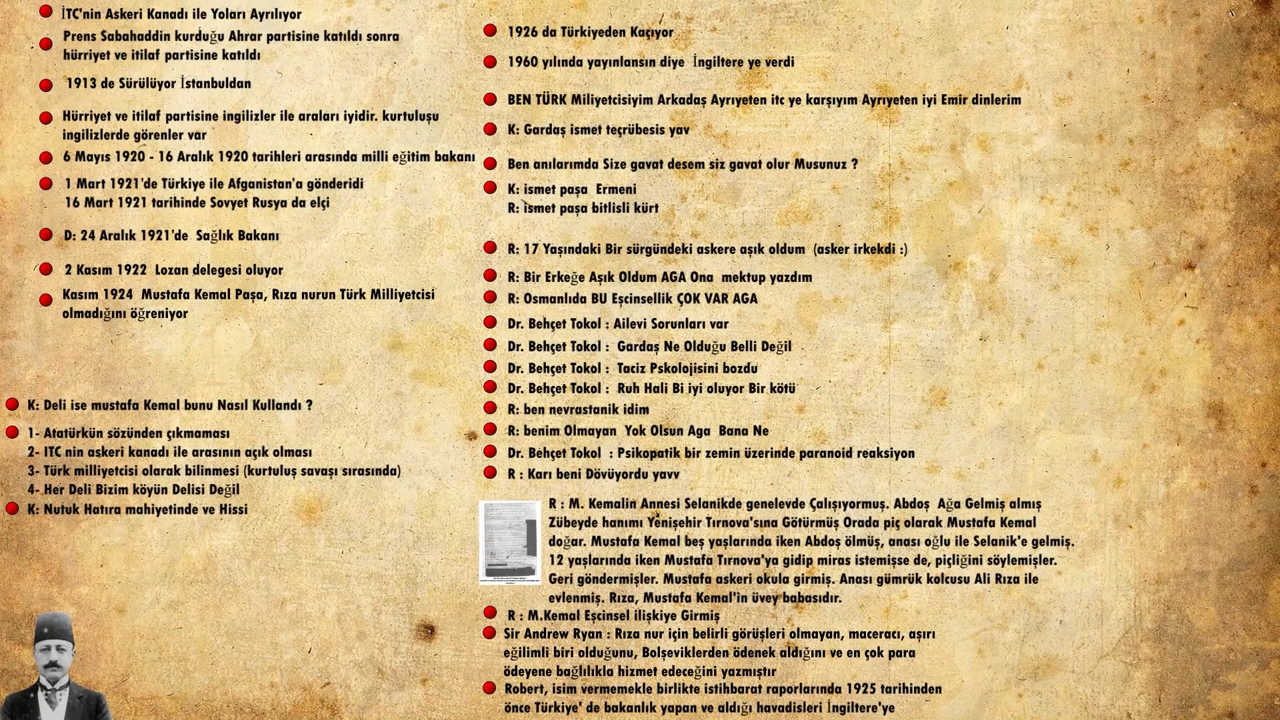 İTC'nin Askeri Kanadı ile Yoları Ayrılıyor
Prens Sabahaddin kurduğu Ahrar partisine katıldı sonra
hürriyet ve itilaf partisine katıldı
1913 de Sürülüyor İstanbuldan
Hürriyet ve itilaf partisine ingilizler ile araları iyidir. kurtuluşu
ingilizlerde görenler var
6 Mayıs 1920 - 16 Aralık 1920 tarihleri arasında milli eğitim bakanı
1 Mart 1921'de Türkiye ile Afganistan'a gönderidi
16 Mart 1921 tarihinde Sovyet Rusya da elçi
D: 24 Aralık 1921'de Sağlık Bakanı
2 Kasım 1922 Lozan delegesi oluyor
Kasım 1924 Mustafa Kemal Paşa, Rıza nurun Türk Milliyetcisi
olmadığını öğreniyor
K: Deli ise mustafa Kemal bunu Nasıl Kullandı ?
1- Atatürkün sözünden çıkmaması
2- ITC nin askeri kanadı ile arasının açık olması
3- Türk milliyetcisi olarak bilinmesi (kurtuluş savaşı sırasında)
4- Her Deli Bizim köyün Delisi Değil
K: Nutuk Hatıra mahiyetinde ve Hissi
1926 da Türkiyeden Kaçıyor
1960 yılında yayınlansın diye İngiltere ye verdi
BEN TÜRK Miliyetcisiyim Arkadaş Ayrıyeten itc ye karşıyım Ayrıyeten iyi Emir dinlerim
K: Gardaş ismet teçrübesis yav
Ben anılarımda Size gavat desem siz gavat olur Musunuz ?
K: ismet paşa Ermeni
R: ismet paşa bitlisli kürt
R: 17 Yaşındaki Bir sürgündeki askere aşık oldum (asker irkekdi :)
R: Bir Erkeğe Aşık Oldum AGA Ona mektup yazdım
R: Osmanlıda BU Eşcinsellik ÇOK VAR AGA
Dr. Behçet Tokol : Ailevi Sorunları var
Dr. Behçet Tokol : Gardaş Ne Olduğu Belli Değil
Dr. Behçet Tokol : Taciz Pskolojisini bozdu
Dr. Behçet Tokol : Ruh Hali Bi iyi oluyor Bir kötü
R: ben nevrastanik idim
R: benim Olmayan Yok Olsun Aga Bana Ne
Dr. Behçet Tokol : Psikopatik bir zemin üzerinde paranoid reaksiyon
R : Karı beni Dövüyordu yavv
R : M. Kemalin Annesi Selanikde genelevde Çalışıyormuş. Abdoş Ağa Gelmiş almış
Zübeyde hanımı Yenişehir Tırnova'sına Götürmüş Orada piç olarak Mustafa Kemal
doğar. Mustafa Kemal beş yaşlarında iken Abdoş ölmüş, anası oğlu ile Selanik'e gelmiş.
12 yaşlarında iken Mustafa Tırnova'ya gidip miras istemişse de, piçliğini söylemişler.
Geri göndermişler. Mustafa askeri okula girmiş. Anası gümrük kolcusu Ali Rıza ile
evlenmiş. Rıza, Mustafa Kemal'in üvey babasıdır.
R : M.Kemal Eşcinsel ilişkiye Girmiş
Sir Andrew Ryan : Rıza nur için belirli görüşleri olmayan, maceracı, aşırı
eğilimli biri olduğunu, Bolşeviklerden ödenek aldığını ve en çok para
ödeyene bağlılıkla hizmet edeceğini yazmıştır
Robert, isim vermemekle birlikte istihbarat raporlarında 1925 tarihinden
önce Türkiye' de bakanlık yapan ve aldığı havadisleri İngiltere'ye